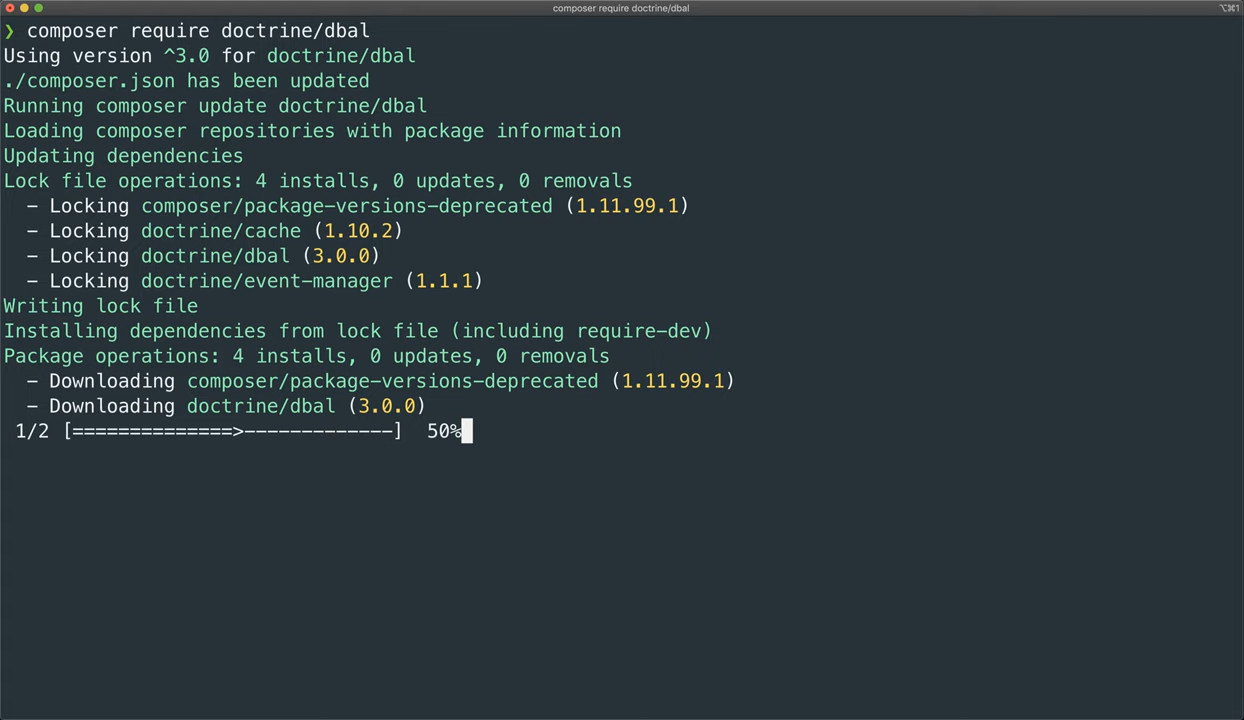 composer require doctrine/dbal
⌥⌘1
❯ composer require doctrine/dbal
Using version ^3.0 for doctrine/dbal
./composer.json has been updated
Running composer update doctrine/dbal
Loading composer repositories with package information
Updating dependencies
Lock file operations: 4 installs, 0 updates, 0 removals
  - Locking composer/package-versions-deprecated (1.11.99.1)
  - Locking doctrine/cache (1.10.2)
  - Locking doctrine/dbal (3.0.0)
  - Locking doctrine/event-manager (1.1.1)
Writing lock file
Installing dependencies from lock file (including require-dev)
Package operations: 4 installs, 0 updates, 0 removals
  - Downloading composer/package-versions-deprecated (1.11.99.1)
  - Downloading doctrine/dbal (3.0.0)
 1/2 [==============>-------------]  50%